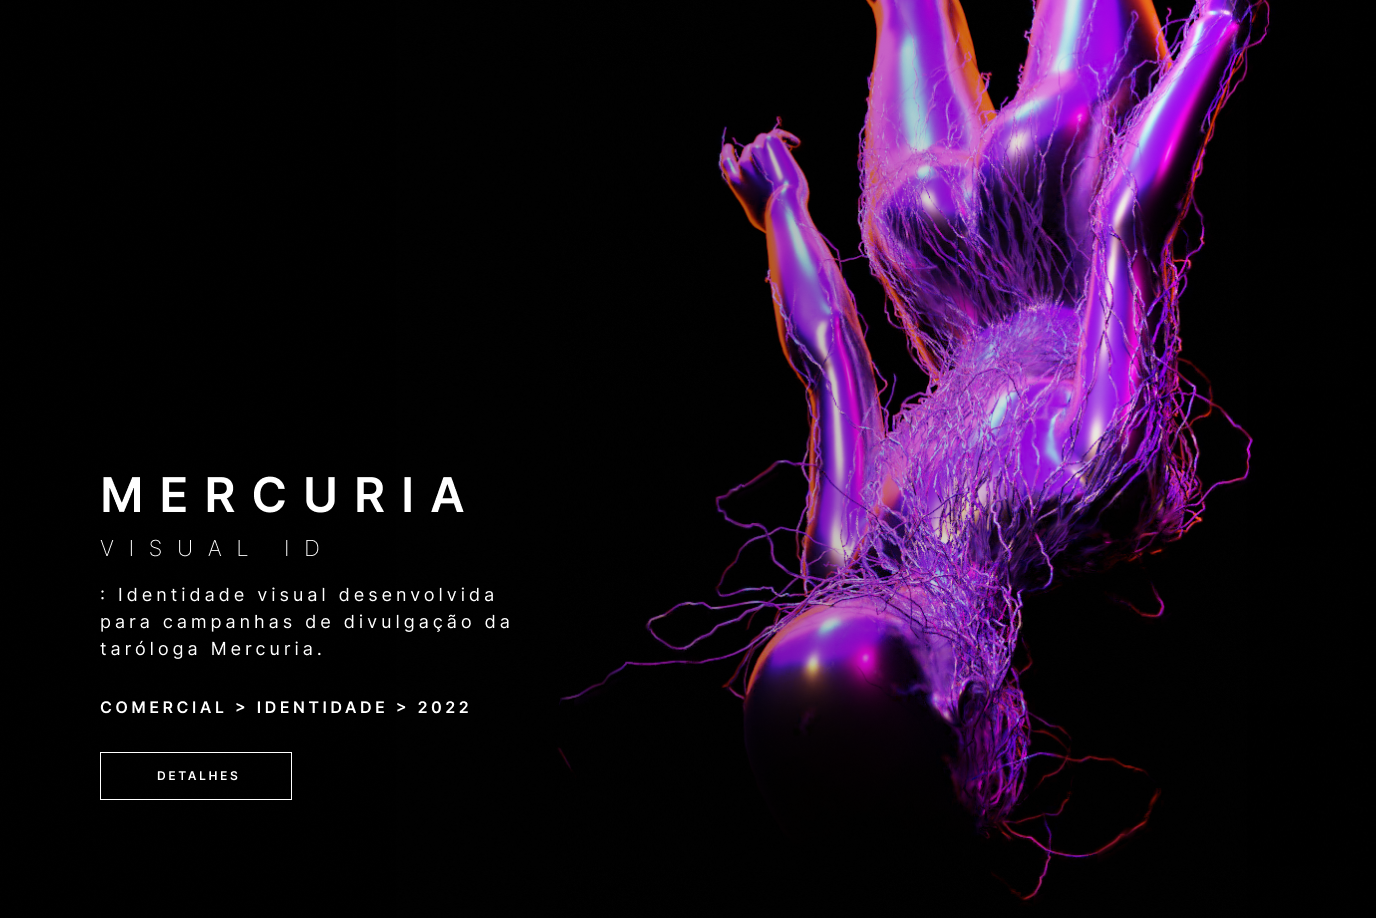 MERCURIA
VISUAL ID
: Identidade visual desenvolvida
para campanhas de divulgação da
taróloga Mercuria.
COMERCIAL > IDENTIDADE > 2022
DETALHES